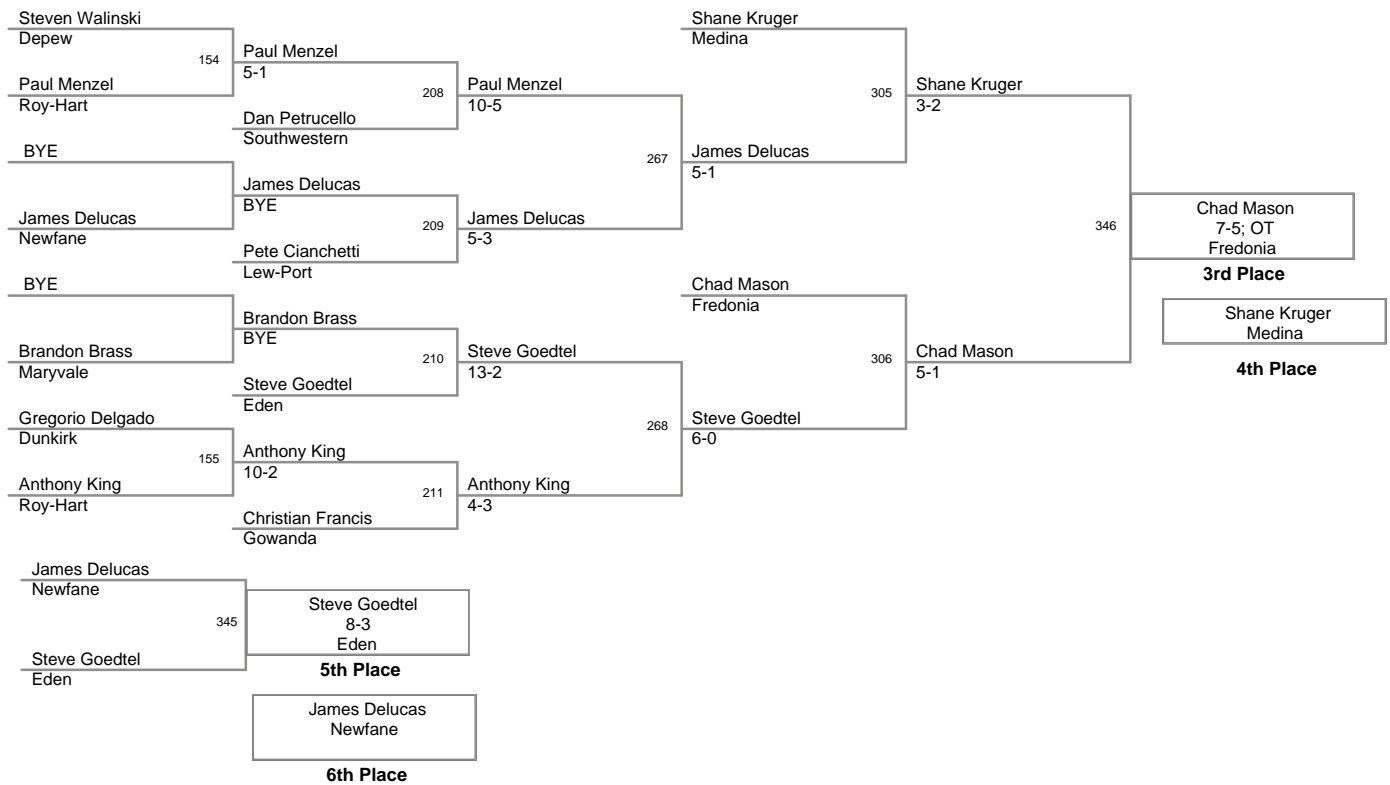 Steven Walinski
Depew
154
Paul Menzel
Roy-Hart
BYE
James Delucas
Newfane
BYE
Brandon Brass
Maryvale
Gregorio Delgado
Dunkirk
155
Anthony King
Roy-Hart
Paul Menzel
5-1
208
Dan Petrucello
Southwestern
James Delucas
BYE
209
Pete Cianchetti
Lew-Port
Brandon Brass
BYE
210
Steve Goedtel
Eden
Anthony King
10-2
211
Christian Francis
Gowanda
Paul Menzel
10-5
267
James Delucas
5-3
Steve Goedtel
13-2
268
Anthony King
4-3
Shane Kruger
Medina
305
James Delucas
5-1
Chad Mason
Fredonia
306
Steve Goedtel
6-0
Shane Kruger
3-2
346
Chad Mason
5-1
Chad Mason
7-5; OT
Fredonia
3rd Place
Shane Kruger
Medina
4th Place
James Delucas
Newfane
345
Steve Goedtel
Eden
Steve Goedtel
8-3
Eden
5th Place
James Delucas
Newfane
6th Place